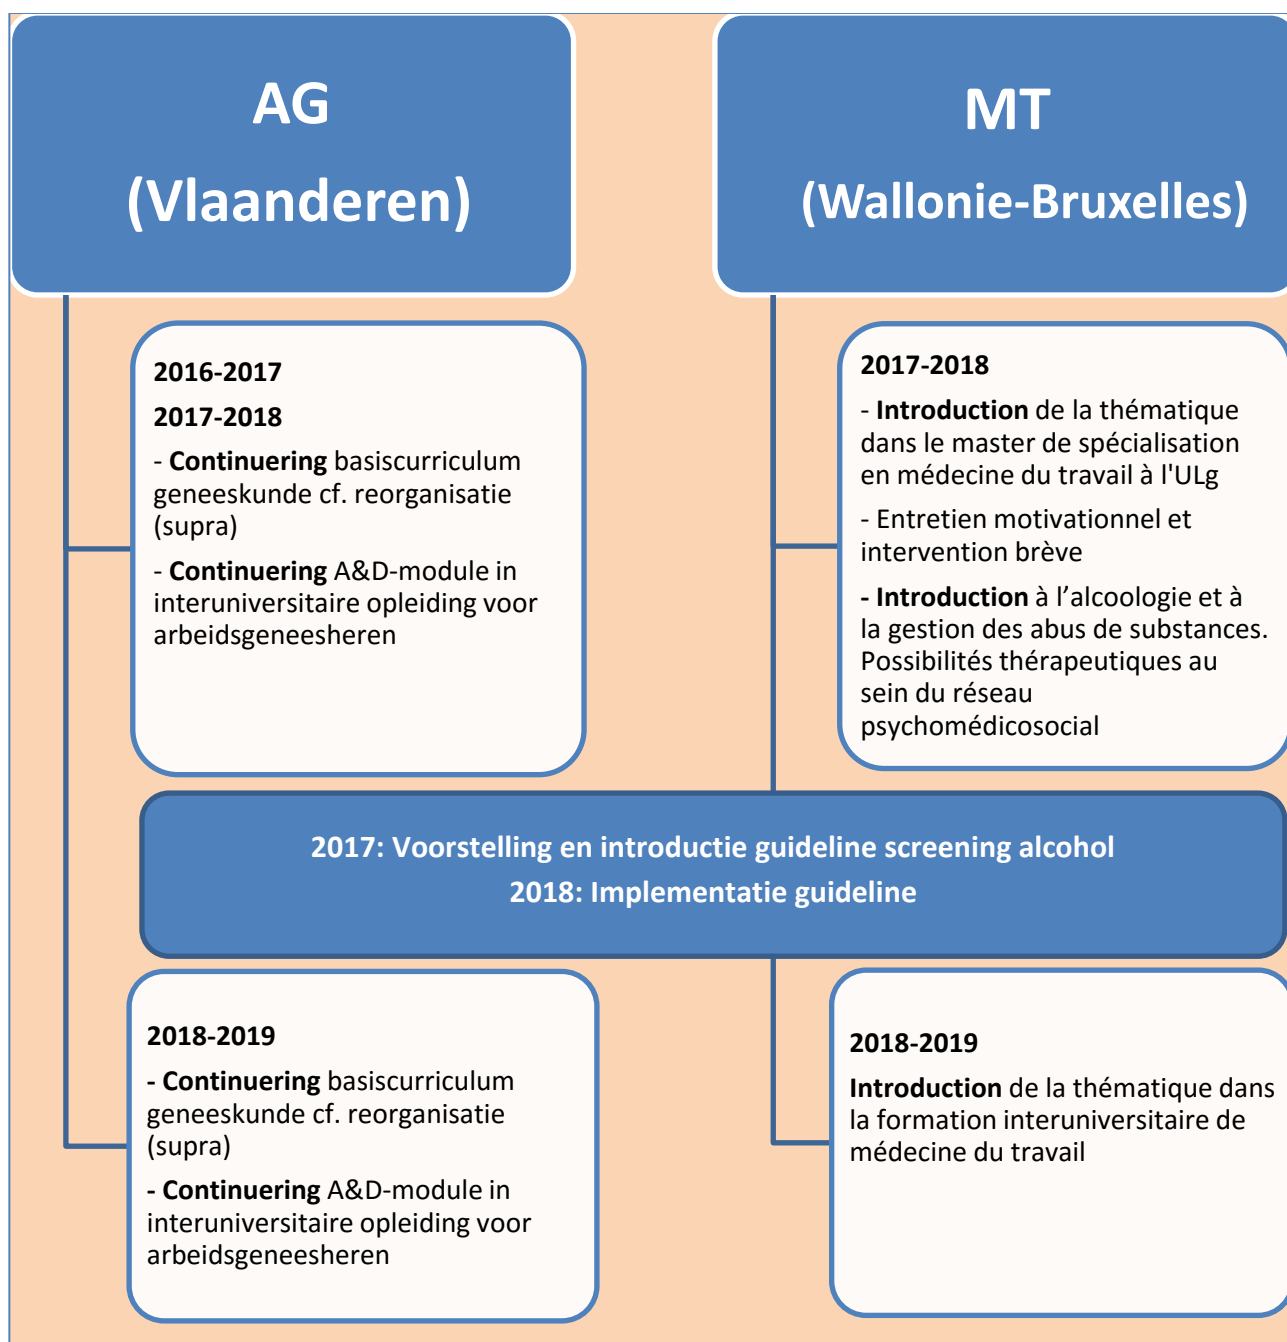 AG
(Vlaanderen)
MT
(Wallonie-Bruxelles)
2016-2017
2017-2018
- Continuering basiscurriculum
geneeskunde cf. reorganisatie
(supra)
- Continuering A&D-module in
interuniversitaire opleiding voor
arbeidsgeneesheren
2017-2018
- Introduction de la thématique
dans le master de spécialisation
en médecine du travail à l'ULg
- Entretien motivationnel et
intervention brève
- Introduction à l’alcoologie et à
la gestion des abus de substances.
Possibilités thérapeutiques au
sein du réseau
psychomédicosocial
2017: Voorstelling en introductie guideline screening alcohol
2018: Implementatie guideline
2018-2019
- Continuering basiscurriculum
geneeskunde cf. reorganisatie
(supra)
- Continuering A&D-module in
interuniversitaire opleiding voor
arbeidsgeneesheren
2018-2019
Introduction de la thématique dans
la formation interuniversitaire de
médecine du travail